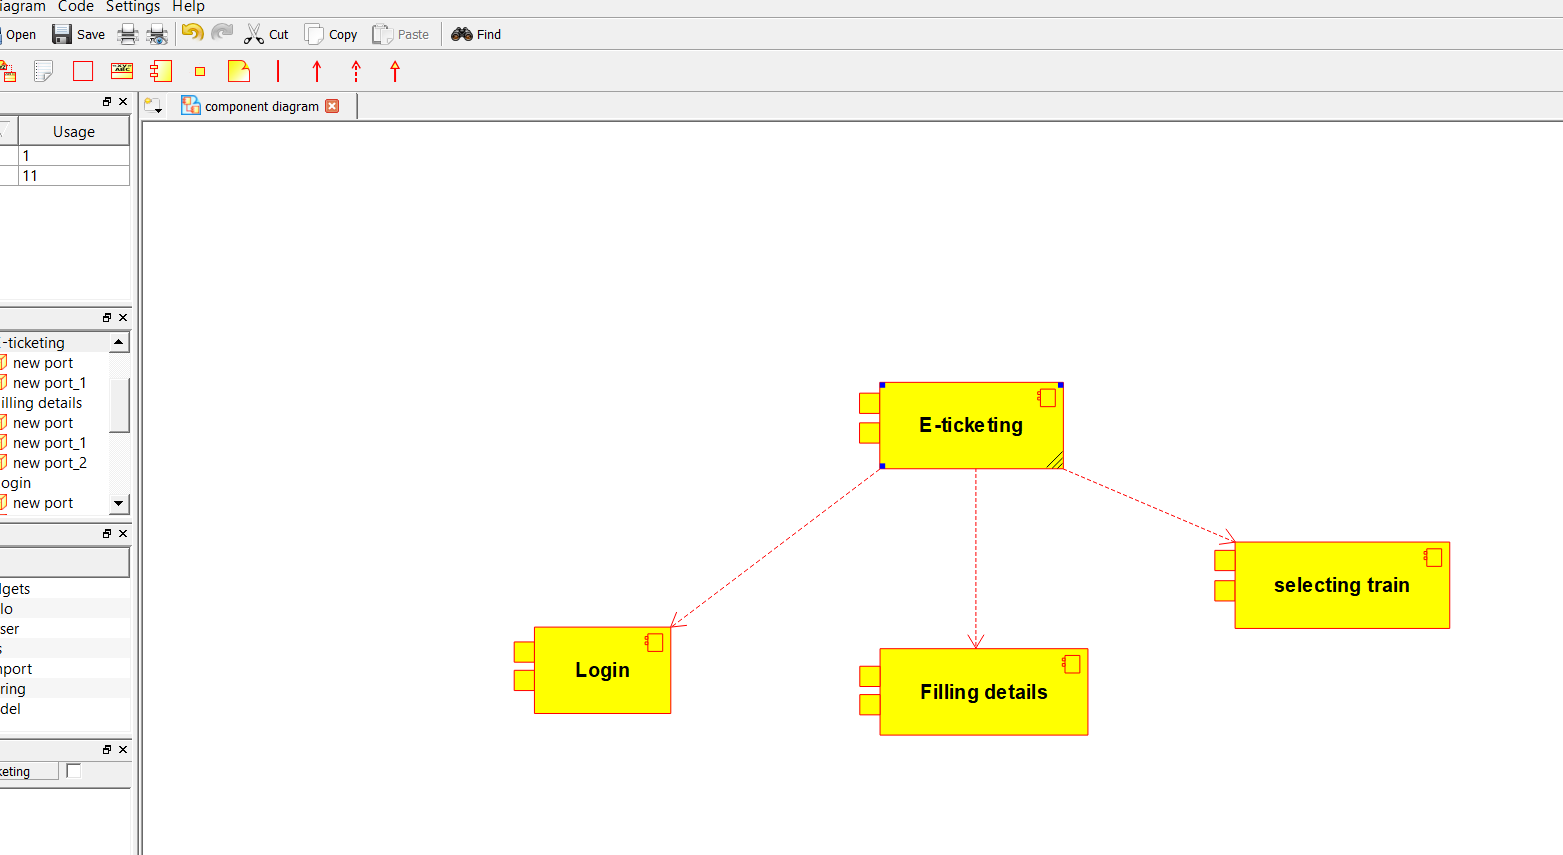 iagram Code Settings Help
Open Save Cut Copy Paste Find
component diagram
Usage
1
11
-ticketing
new port
new port_1
illing details
new port
new port_1
new port_2
ogin
new port
dgets
lo
ser
s
mport
ring
del
keting
E-ticketing
selecting train
Login
Filling details